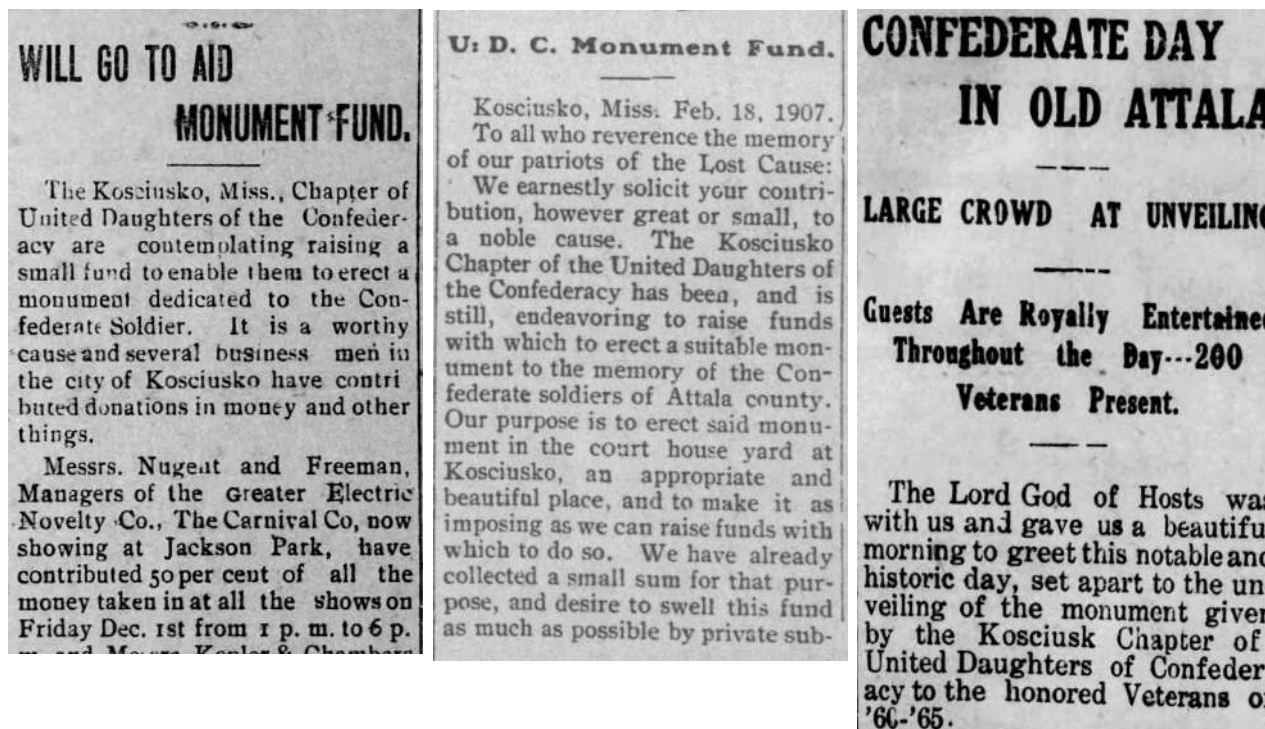 WILL GO TO AID
MONUMENT FUND.
The Kosciusko, Miss., Chapter of
United Daughters of the Confeder-
acy are contemplating raising a
small fund to enable them to erect a
monument dedicated to the Con-
federate Soldier. It is a worthy
cause and several business men in
the city of Kosciusko have contri
buted donations in money and other
things.
Messrs. Nugent and Freeman,
Managers of the Greater Electric
Novelty Co., The Carnival Co, now
showing at Jackson Park, have
contributed 50 per cent of all the
money taken in at all the shows on
Friday Dec. 1st from 1 p. m. to 6 p.
m. and Messrs Kepler & Chambers
U: D. C. Monument Fund.
Kosciusko, Miss. Feb. 18, 1907.
To all who reverence the memory
of our patriots of the Lost Cause:
We earnestly solicit your contri-
bution, however great or small, to
a noble cause. The Kosciusko
Chapter of the United Daughters of
the Confederacy has been, and is
still, endeavoring to raise funds
with which to erect a suitable mon-
ument to the memory of the Con-
federate soldiers of Attala county.
Our purpose is to erect said monu-
ment in the court house yard at
Kosciusko, an appropriate and
beautiful place, and to make it as
imposing as we can raise funds with
which to do so. We have already
collected a small sum for that pur-
pose, and desire to swell this fund
as much as possible by private sub-
CONFEDERATE DAY
IN OLD ATTALA
LARGE CROWD AT UNVEILING
Guests Are Royally Entertained
Throughout the Day---200
Veterans Present.
The Lord God of Hosts was
with us and gave us a beautiful
morning to greet this notable and
historic day, set apart to the un
veiling of the monument given
by the Kosciusk Chapter of
United Daughters of Confeder
acy to the honored Veterans of
'60-'65.